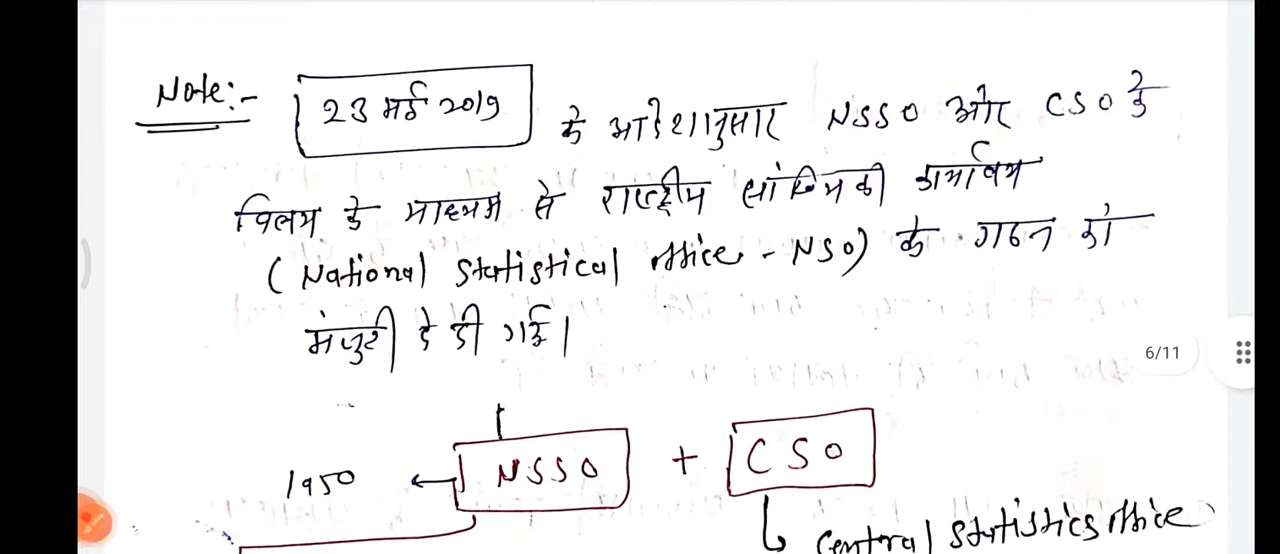 Note:- 23 मई 2019 के आदेशानुसार NSSO और CSO के
विलय के माध्यम से राष्ट्रीय सांख्यिकी कार्यालय
(National Statistical office - NSO) के गठन को
मंजुरी दे दी गई।
6/11
1950 ← NSSO + CSO
Central Statistics office